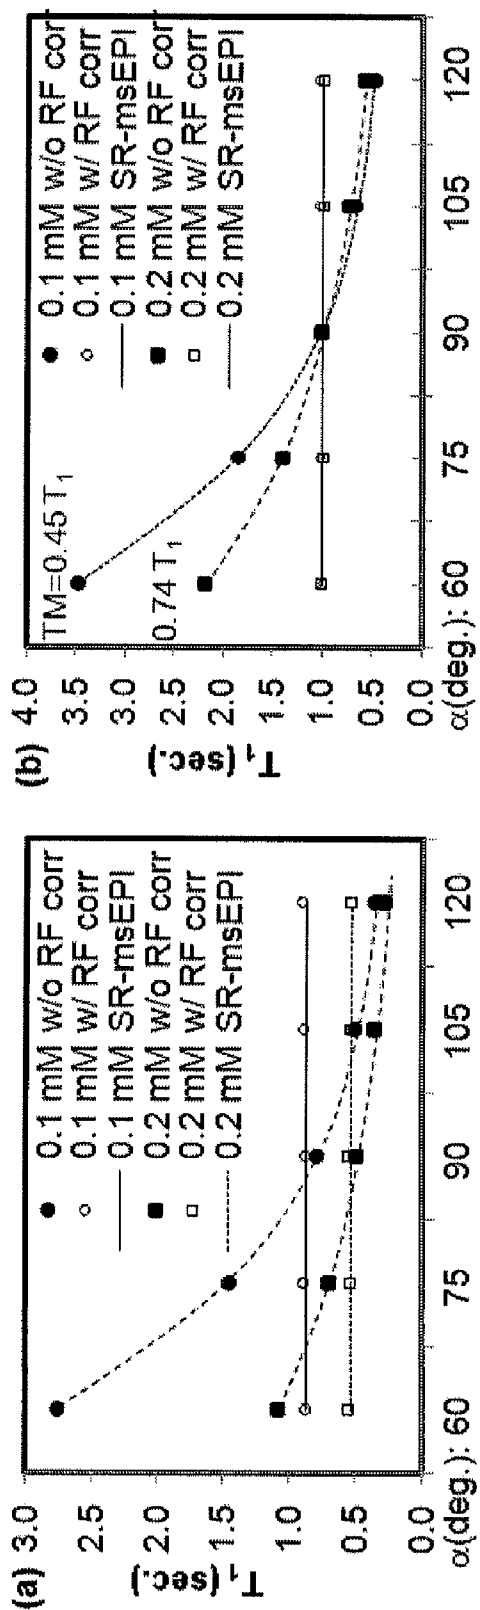 (a)
3.0
2.5
2.0
1.5
1.0
0.5
0.0
T1(sec.)
0.1 mM w/o RF corr
0.1 mM w/ RF corr
0.1 mM SR-msEPI
0.2 mM w/o RF corr
0.2 mM w/ RF corr
0.2 mM SR-msEPI
α(deg.): 60 75 90 105 120
(b)
4.0
3.5
3.0
2.5
2.0
1.5
1.0
0.5
0.0
T1(sec.)
TM=0.45T1
0.74 T1
0.1 mM w/o RF corr
0.1 mM w/ RF corr
0.1 mM SR-msEPI
0.2 mM w/o RF corr
0.2 mM w/ RF corr
0.2 mM SR-msEPI
α(deg.): 60 75 90 105 120